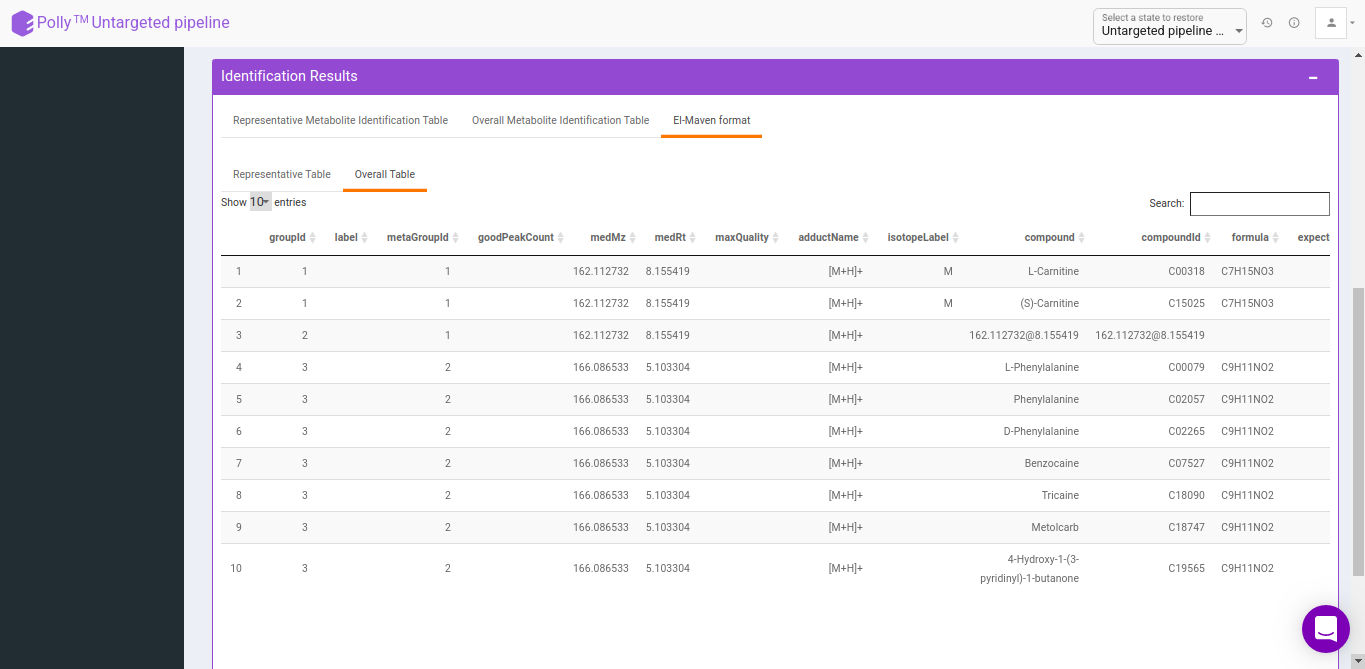 Polly™ Untargeted pipeline
Select a state to restore
Untargeted pipeline ...
Identification Results
Representative Metabolite Identification Table Overall Metabolite Identification Table El-Maven format
Representative Table Overall Table
Show 10 entries Search:
groupId label metaGroupId goodPeakCount medMz medRt maxQuality adductName isotopeLabel compound compoundId formula expect
1 1 1 162.112732 8.155419 [M+H]+ M L-Carnitine C00318 C7H15NO3
2 1 1 162.112732 8.155419 [M+H]+ M (S)-Carnitine C15025 C7H15NO3
3 2 1 162.112732 8.155419 [M+H]+ 162.112732@8.155419 162.112732@8.155419
4 3 2 166.086533 5.103304 [M+H]+ L-Phenylalanine C00079 C9H11NO2
5 3 2 166.086533 5.103304 [M+H]+ Phenylalanine C02057 C9H11NO2
6 3 2 166.086533 5.103304 [M+H]+ D-Phenylalanine C02265 C9H11NO2
7 3 2 166.086533 5.103304 [M+H]+ Benzocaine C07527 C9H11NO2
8 3 2 166.086533 5.103304 [M+H]+ Tricaine C18090 C9H11NO2
9 3 2 166.086533 5.103304 [M+H]+ Metolcarb C18747 C9H11NO2
10 3 2 166.086533 5.103304 [M+H]+ 4-Hydroxy-1-(3- C19565 C9H11NO2
pyridinyl)-1-butanone